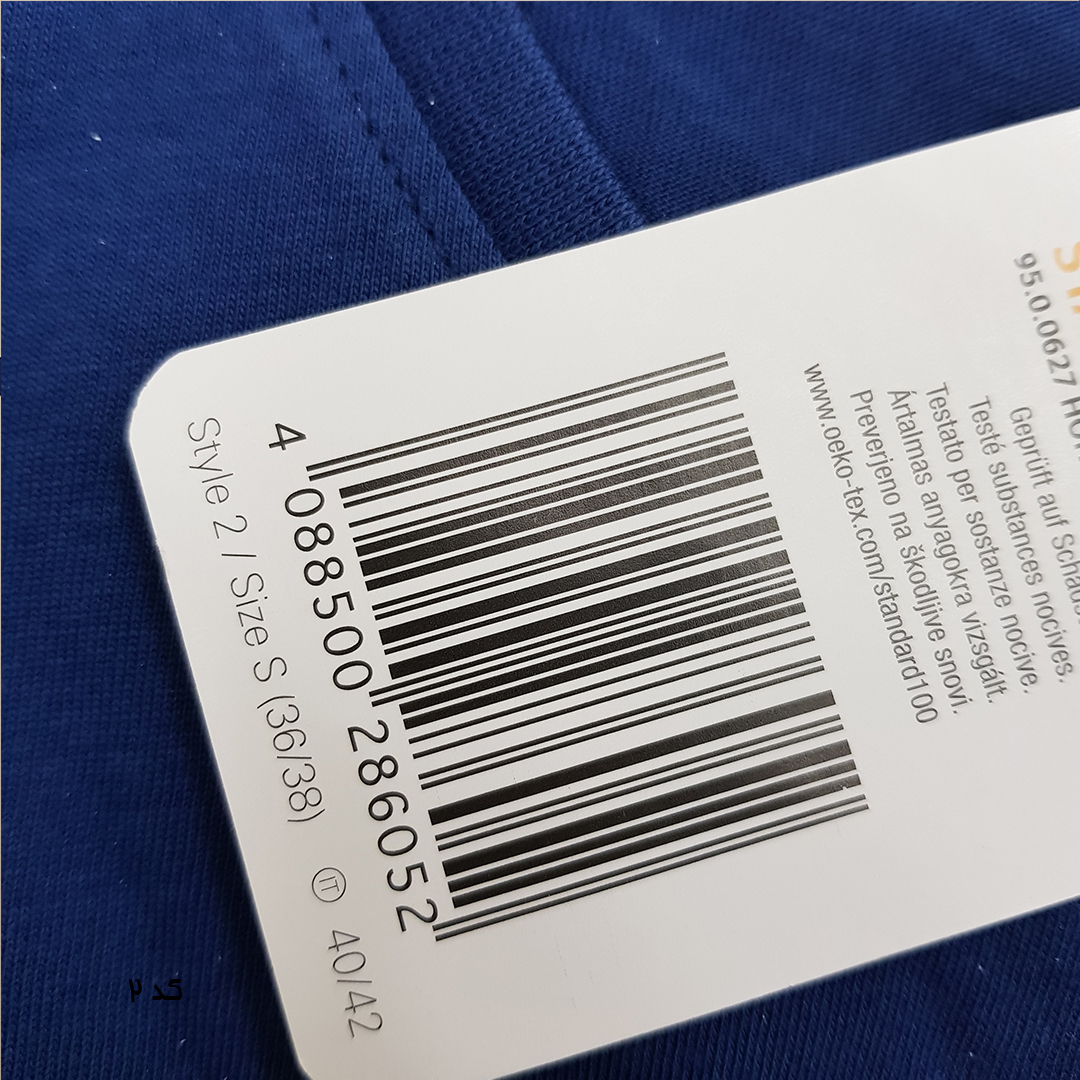 95.0.0627
Geprüft auf
Testé substances nocives.
Testato per sostanze nocive.
Ártalmas anyagokra vizsgált.
Preverjeno na škodljive snovi.
www.oeko-tex.com/standard100
4 088500 286052
Style 2 / Size S (36/38) IT 40/42
کد ۲